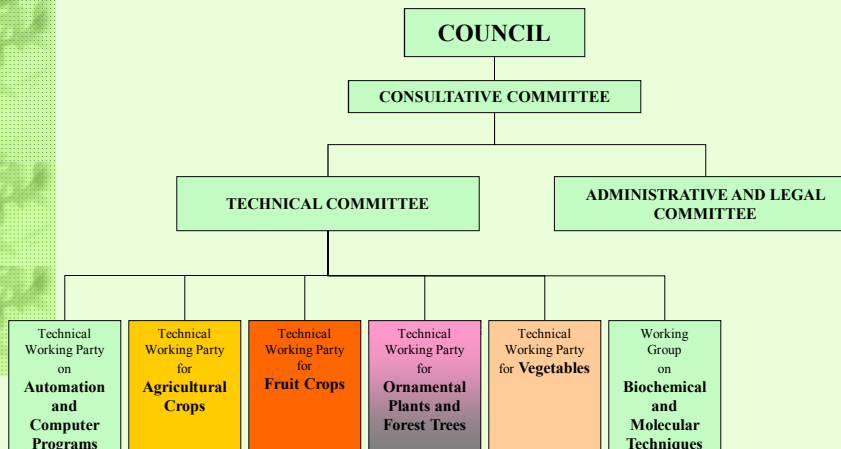 COUNCIL
CONSULTATIVE COMMITTEE
TECHNICAL COMMITTEE
ADMINISTRATIVE AND LEGAL
COMMITTEE
Technical
Working Party
on
Automation
and
Computer
Programs
Technical
Working Party
for
Agricultural
Crops
Technical
Working Party
for
Fruit Crops
Technical
Working Party
for
Ornamental
Plants and
Forest Trees
Technical
Working Party
for Vegetables
Working
Group
on
Biochemical
and
Molecular
Techniques